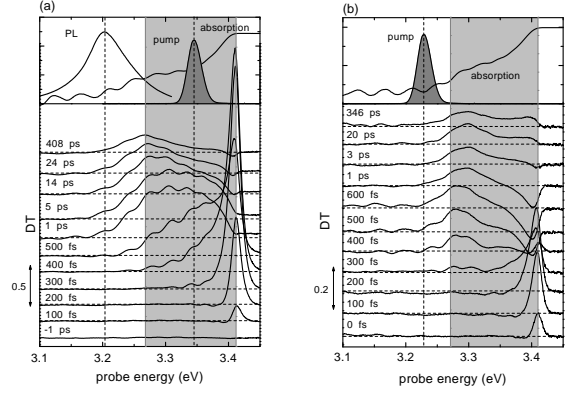 (a)
PL
pump
absorption
408 ps
24 ps
14 ps
5 ps
1 ps
500 fs
400 fs
300 fs
200 fs
100 fs
-1 ps
DT
0.5
3.1 3.2 3.3 3.4
probe energy (eV)
(b)
pump
absorption
346 ps
20 ps
3 ps
1 ps
600 fs
500 fs
400 fs
300 fs
200 fs
100 fs
0 fs
DT
0.2
3.1 3.2 3.3 3.4
probe energy (eV)